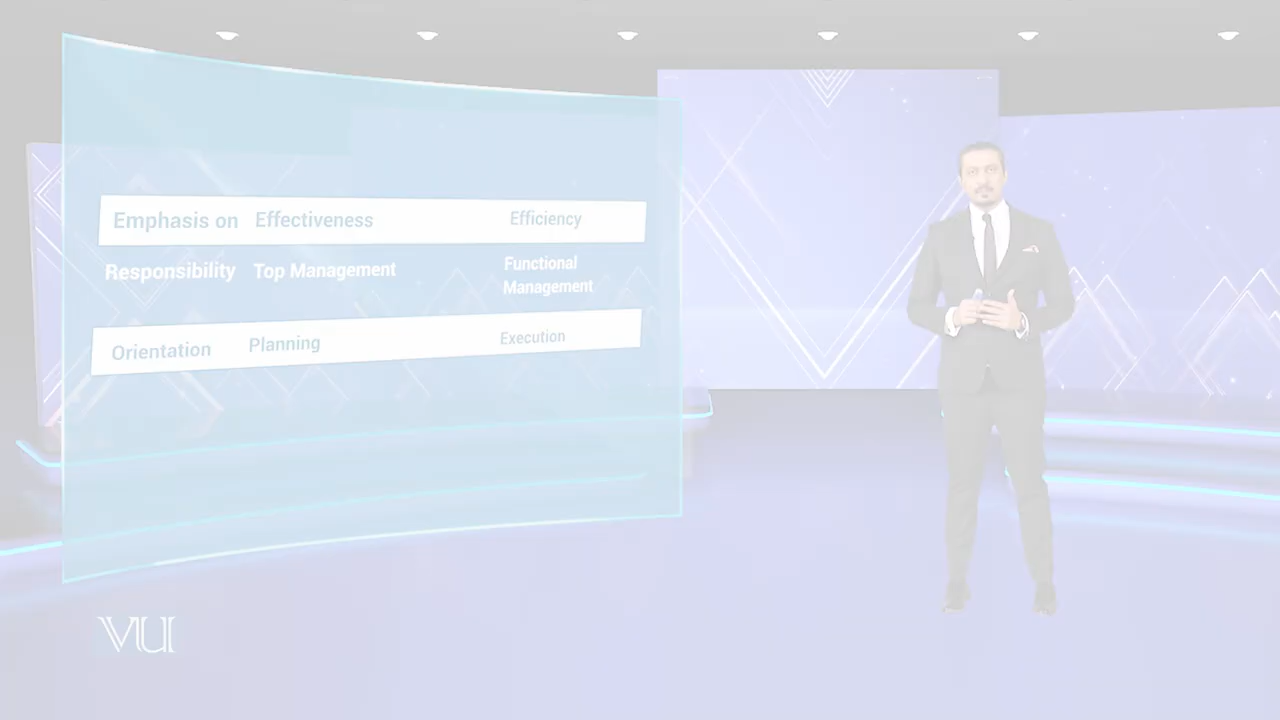 Emphasis on Effectiveness Efficiency
Responsibility Top Management Functional
Management
Orientation Planning Execution
VU